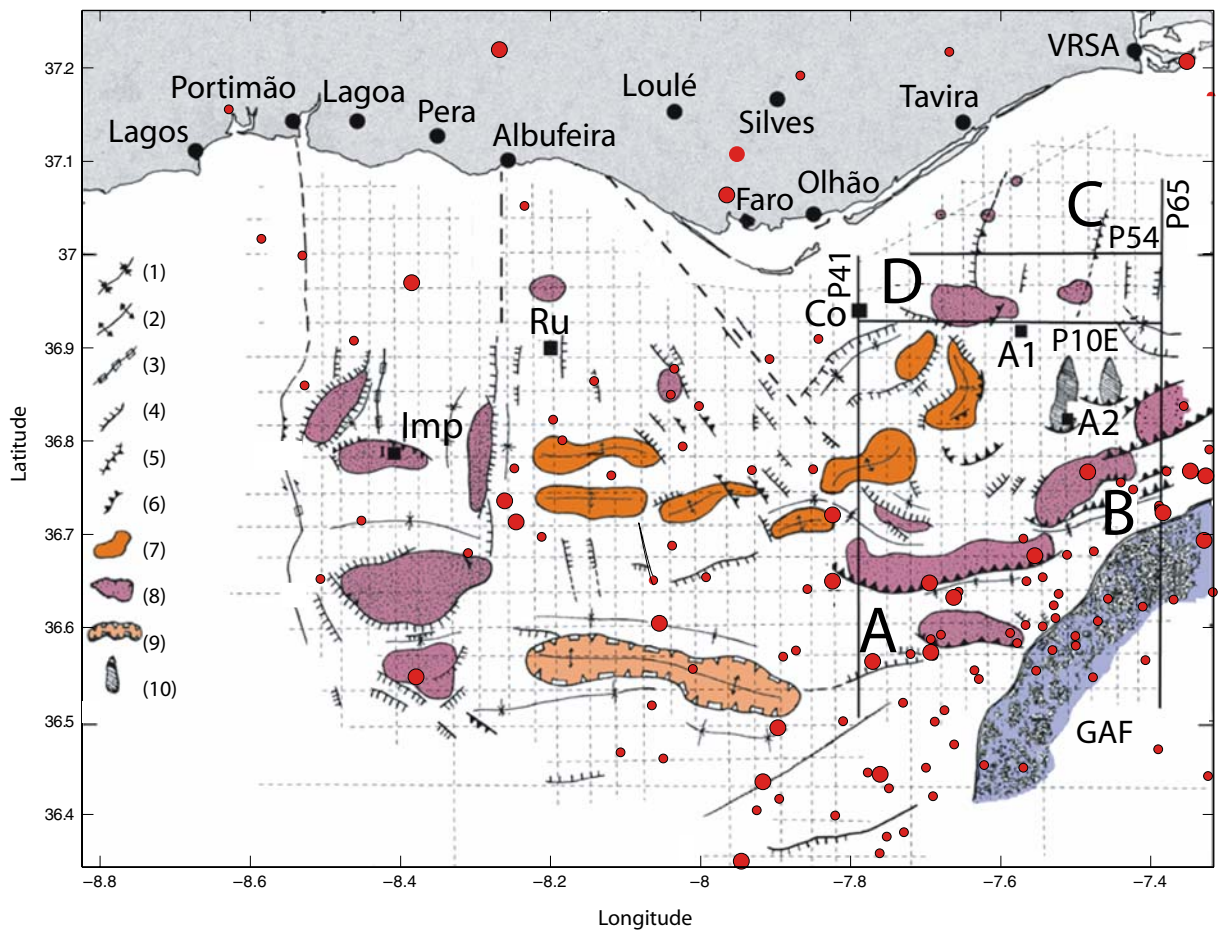 VRSA
37.2
Portimão
Lagoa
Loulé
Tavira
Pera
Silves
Lagos
Albufeira
37.1
Olhão
Faro
C
P65
37
P54
(1)
P41
D
(2)
Co
Ru
36.9
A1
P10E
(3)
(4)
Imp
A2
36.8
(5)
Latitude
(6)
B
36.7
(7)
(8)
A
36.6
(9)
(10)
GAF
36.5
36.4
−8.8
−8.6
−8.4
−8.2
−8
−7.8
−7.6
−7.4
Longitude